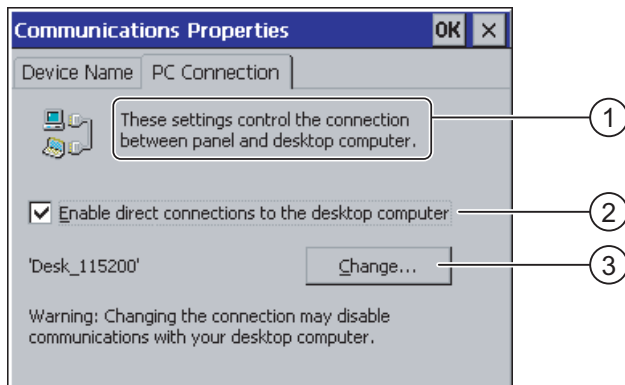 Communications Properties OK ×
Device Name PC Connection
These settings control the connection
between panel and desktop computer.
1
Enable direct connections to the desktop computer
2
'Desk_115200' Change...
3
Warning: Changing the connection may disable
communications with your desktop computer.